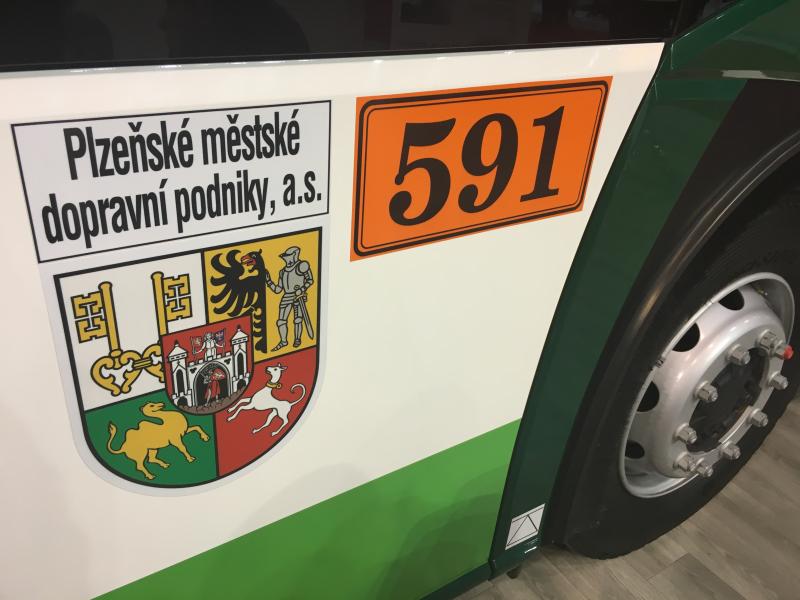 Plzeňské městské
dopravní podniky, a.s.
591